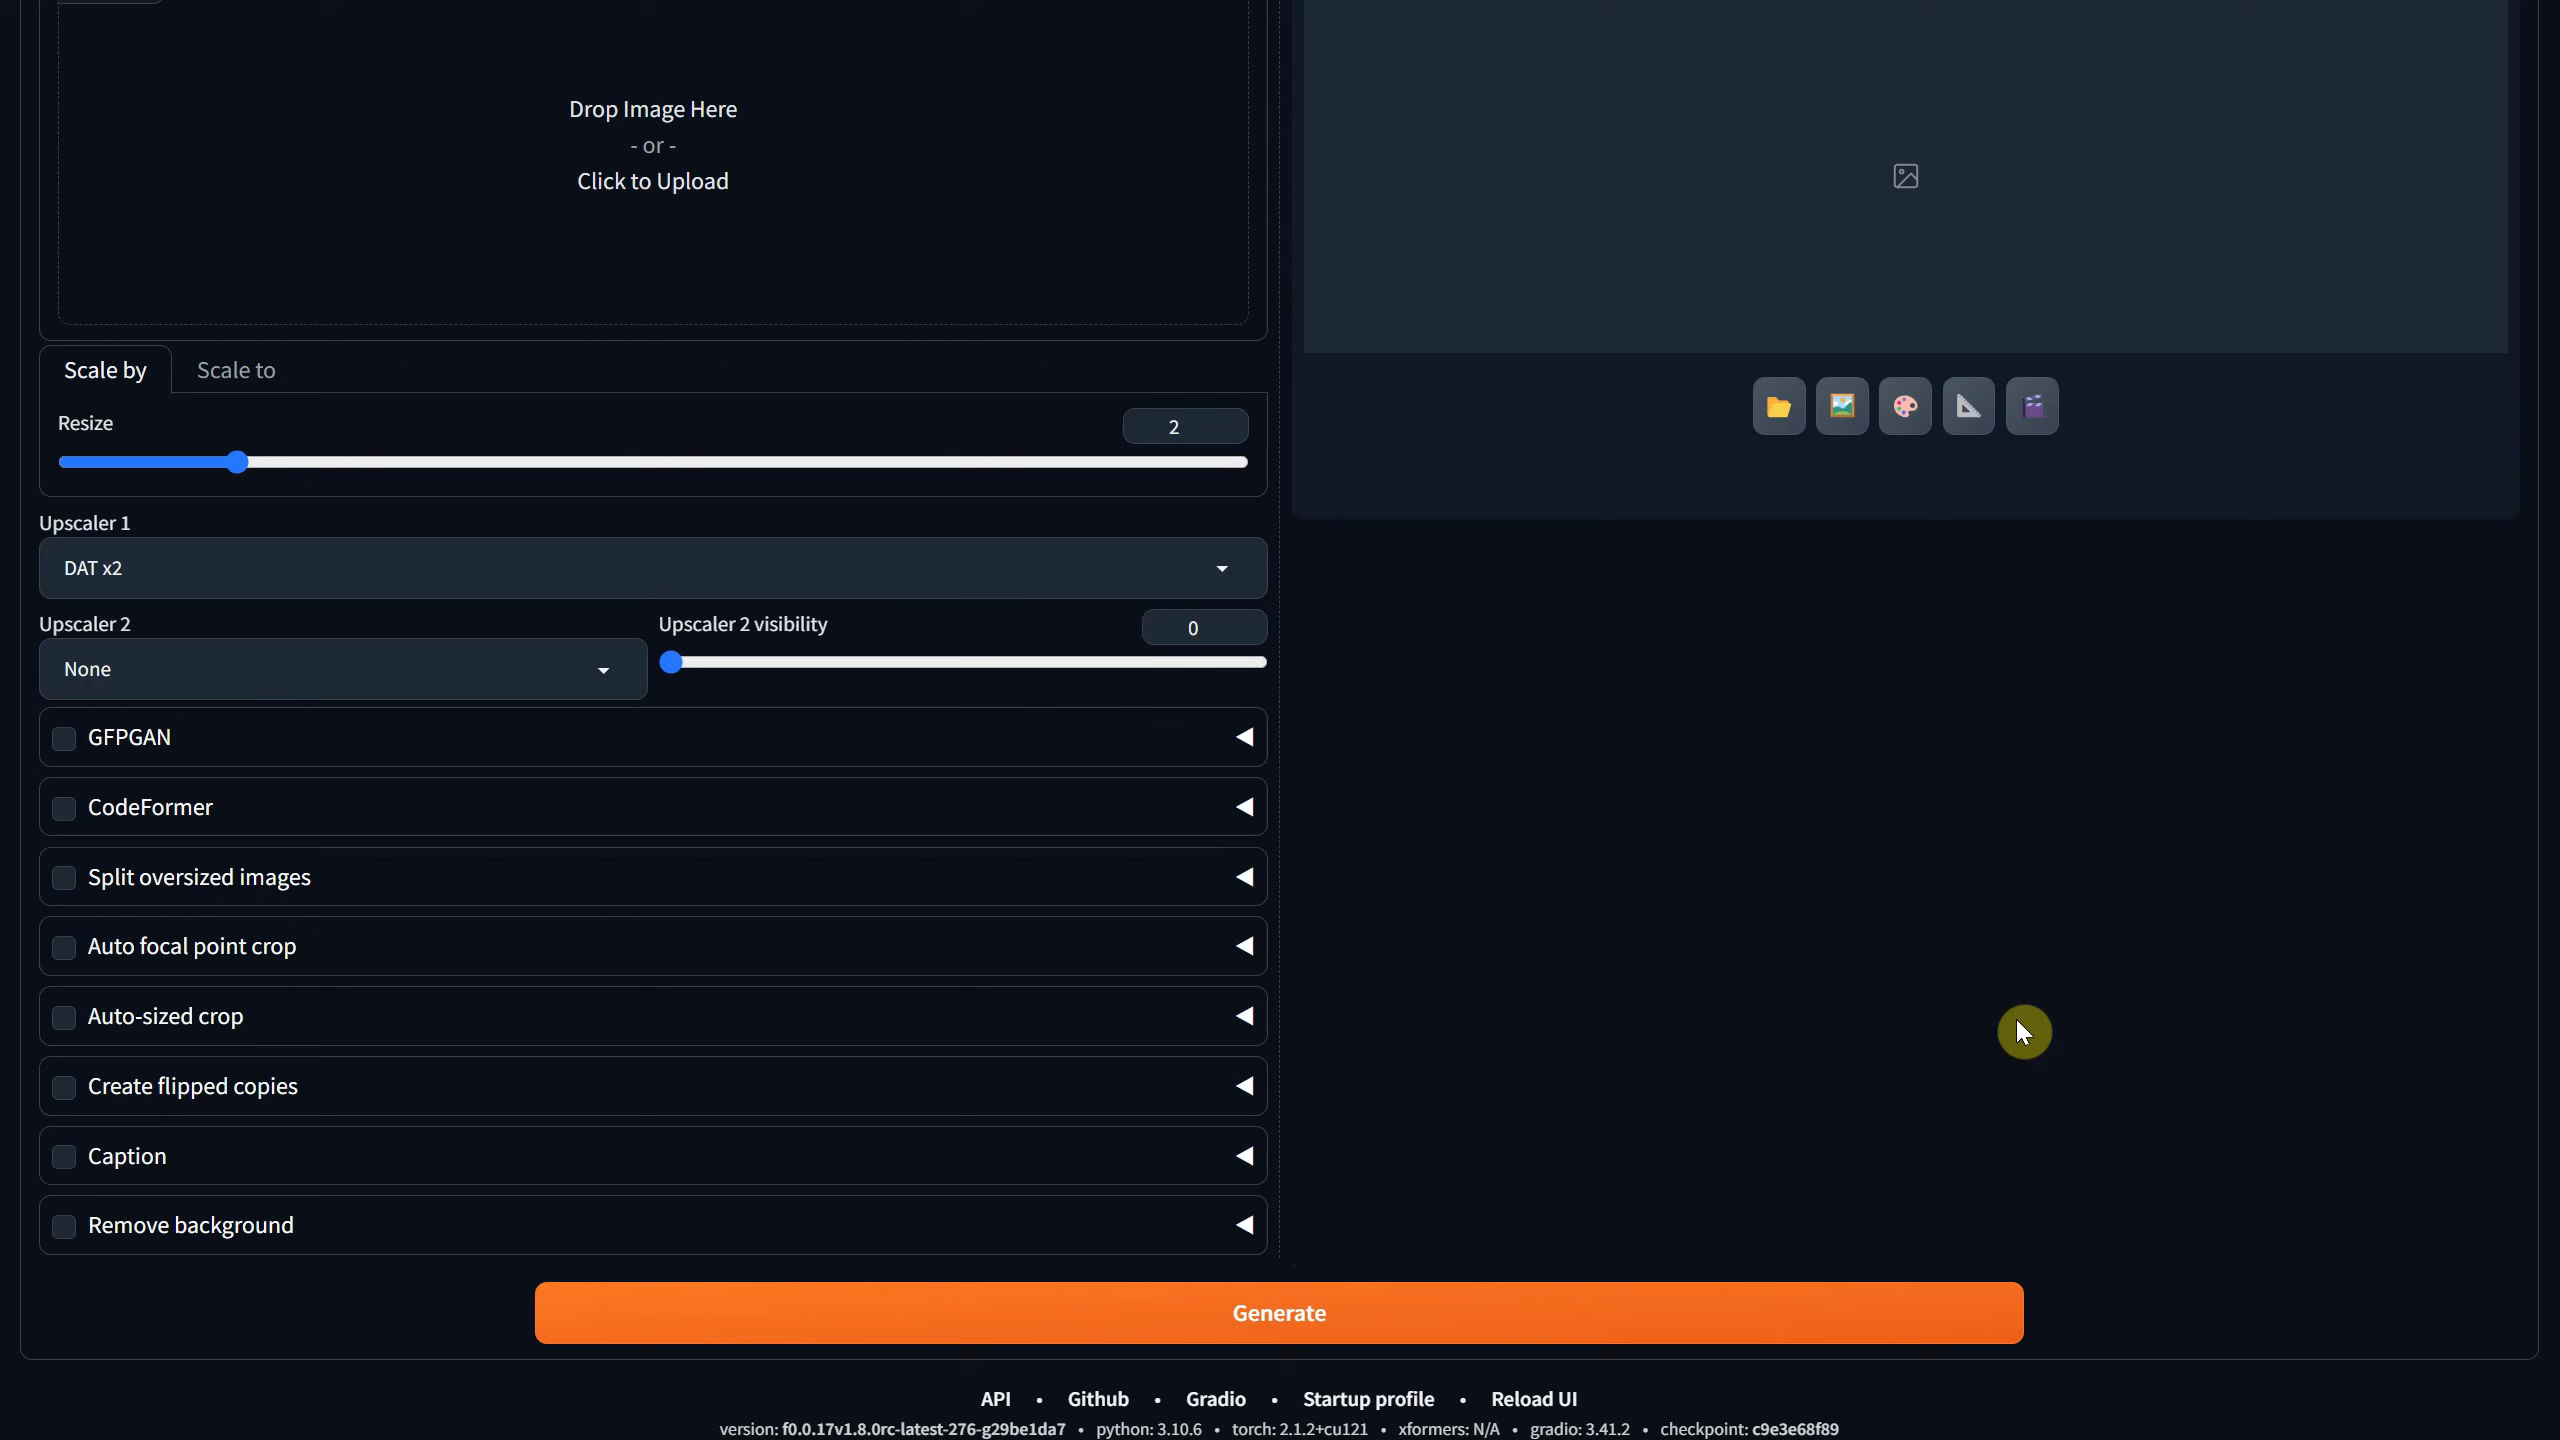 Drop Image Here
- or -
Click to Upload
Scale by
Scale to
Resize
2
Upscaler 1
DAT x2
Upscaler 2
Upscaler 2 visibility
0
None
GFPGAN
CodeFormer
Split oversized images
Auto focal point crop
Auto-sized crop
Create flipped copies
Caption
Remove background
Generate
API • Github • Gradio • Startup profile • Reload UI
version: f0.0.17v1.8.0rc-latest-276-g29be1da7 • python: 3.10.6 • torch: 2.1.2+cu121 • xformers: N/A • gradio: 3.41.2 • checkpoint: c9e3e68f89